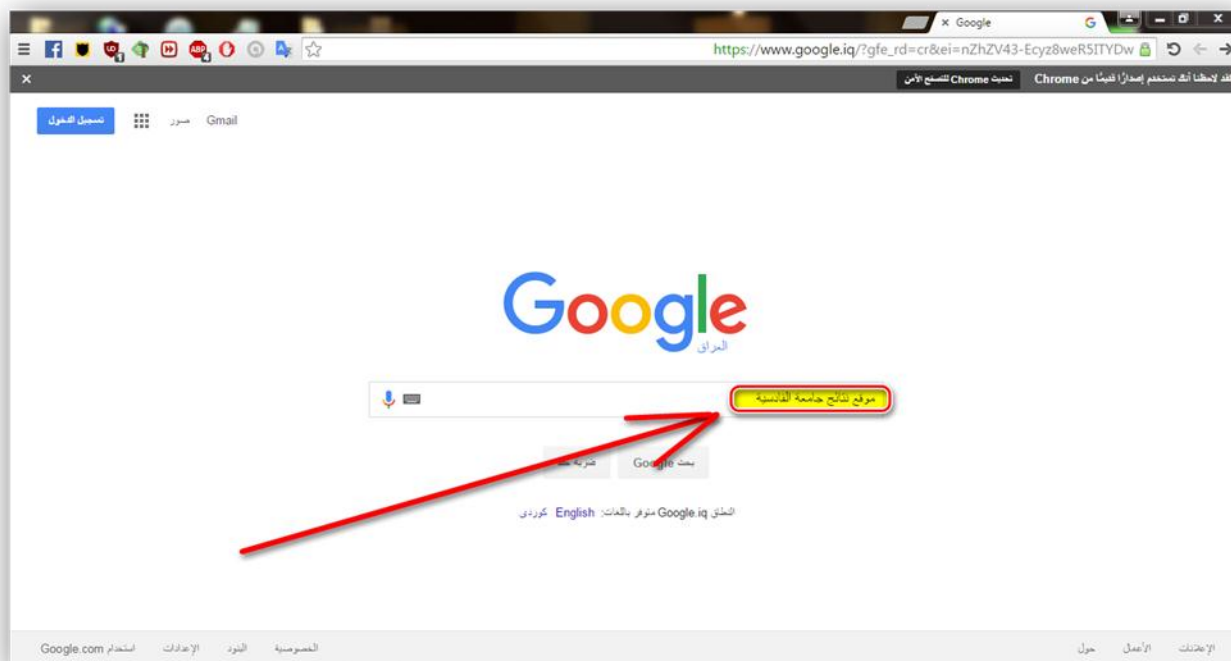 Google
https://www.google.iq/?gfe_rd=cr&ei=nZhZV43-Ecyz8weR5ITYDw
لقد لاحظنا أنك تستخدم إصدارًا قديمًا من Chrome تحديث Chrome للتصفح الآمن
Gmail صور تسجيل الدخول
Google
العراق
موقع نتائج جامعة القادسية
بحث Google ضربة
النطاق Google.iq متوفر باللغات: English كوردی
الإعلانات الأعمال حول الخصوصية البنود الإعدادات استخدام Google.com